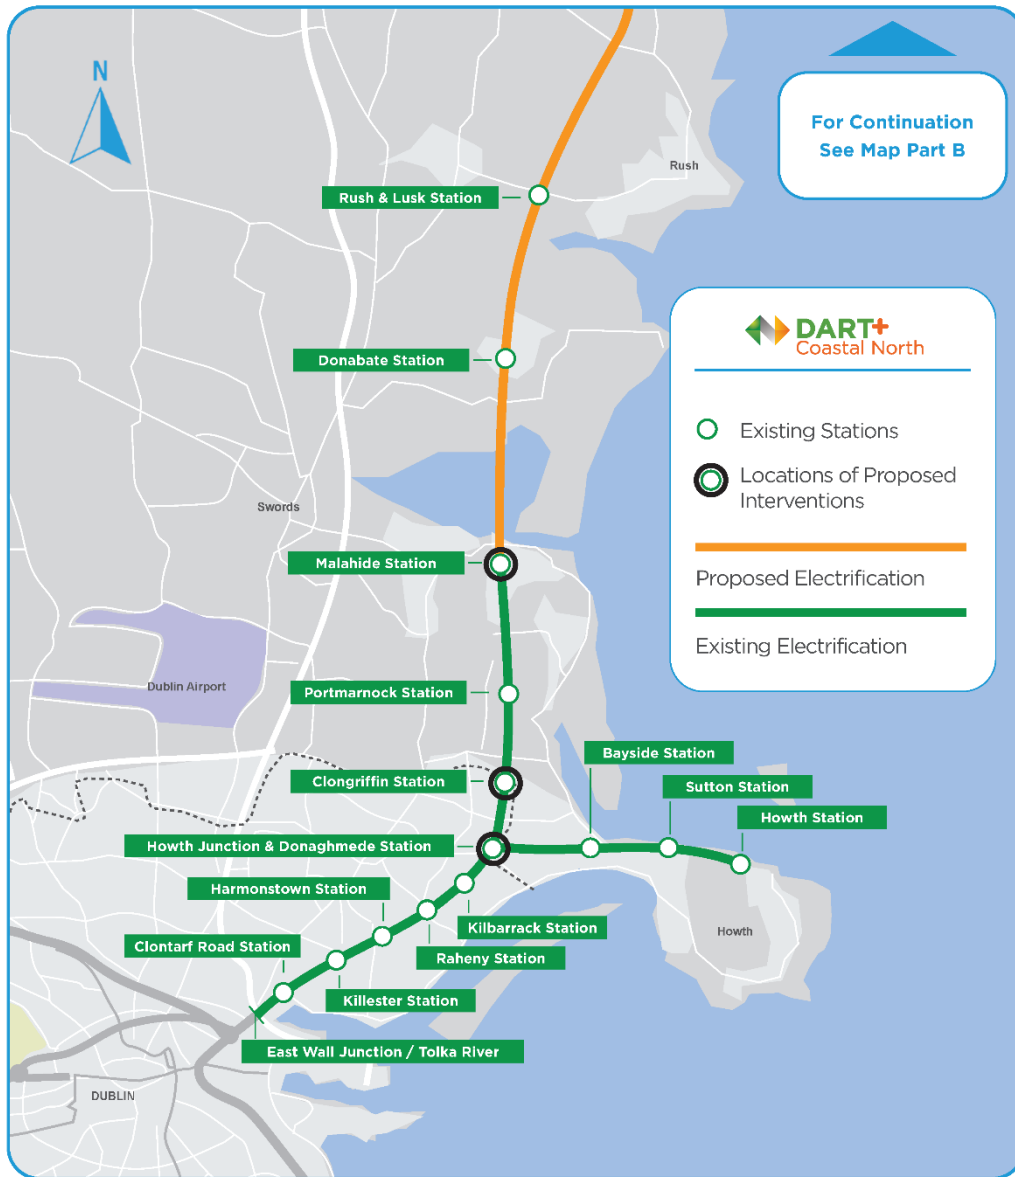 N
For Continuation
See Map Part B
Rush
Rush & Lusk Station
DART+
Coastal North
Donabate Station
Existing Stations
Locations of Proposed
Interventions
Swords
Malahide Station
Proposed Electrification
Existing Electrification
Dublin Airport
Portmarnock Station
Bayside Station
Clongriffin Station
Sutton Station
Howth Station
Howth Junction & Donaghmede Station
Harmonstown Station
Kilbarrack Station
Howth
Clontarf Road Station
Raheny Station
Killester Station
East Wall Junction / Tolka River
DUBLIN